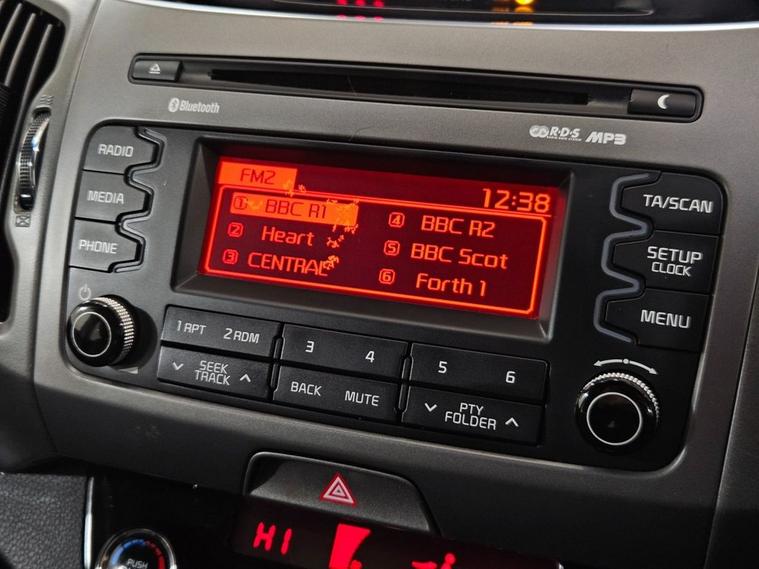 Bluetooth
R·D·S MP3
RADIO
MEDIA
PHONE
FM2
12:38
1 BBC R1
2 Heart
3 CENTRAL
4 BBC R2
5 BBC Scot
6 Forth 1
TA/SCAN
SETUP
CLOCK
MENU
1 RPT 2 RDM
3 4
5 6
SEEK
TRACK
BACK MUTE
PTY
FOLDER
HI
PUSH